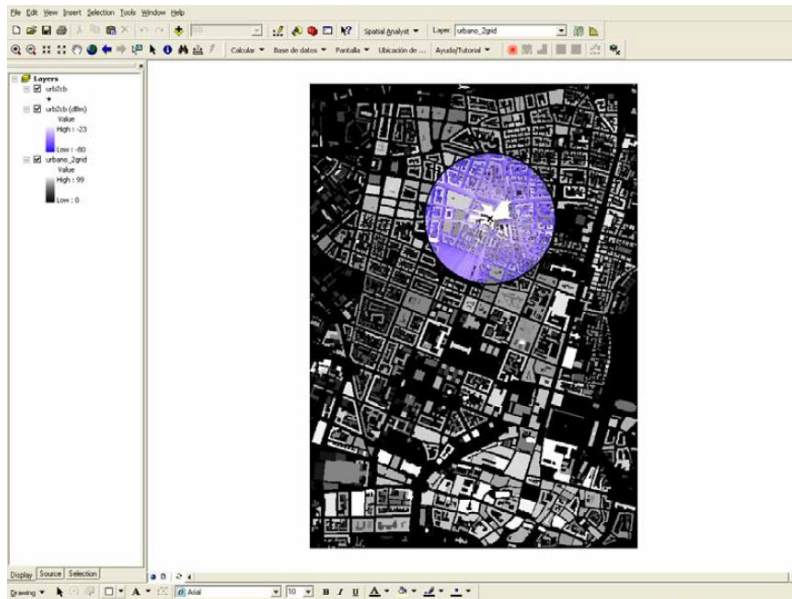 File Edit View Insert Selection Tools Window Help
Spatial Analyst Layer: urbano_2grid
Calcular Base de datos Pantalla Ubicación de ... Ayuda/Tutorial
Layers
urb2cb
urb2cb (dBm)
Value
High : -23
Low : -80
urbano_2grid
Value
High : 99
Low : 0
Display Source Selection
Drawing A Arial 10 B I U A